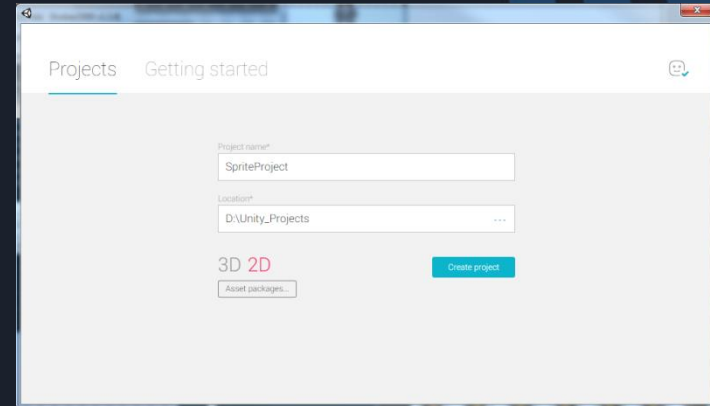 Projects Getting started
Project name*
SpriteProject
Location*
D:\Unity_Projects ...
3D 2D
Create project
Asset packages...